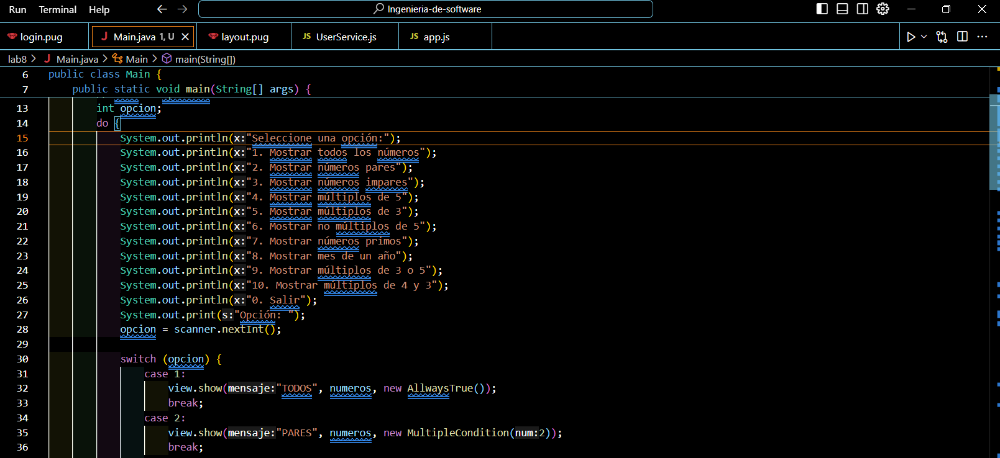 Run Terminal Help ← → Ingenieria-de-software
login.pug J Main.java 1, U × layout.pug JS UserService.js JS app.js
lab8 > J Main.java > Main > main(String[])
6 public class Main {
7 public static void main(String[] args) {
13 int opcion;
14 do {
15 System.out.println(x:"Seleccione una opción:");
16 System.out.println(x:"1. Mostrar todos los números");
17 System.out.println(x:"2. Mostrar números pares");
18 System.out.println(x:"3. Mostrar números impares");
19 System.out.println(x:"4. Mostrar múltiplos de 5");
20 System.out.println(x:"5. Mostrar múltiplos de 3");
21 System.out.println(x:"6. Mostrar no múltiplos de 5");
22 System.out.println(x:"7. Mostrar números primos");
23 System.out.println(x:"8. Mostrar mes de un año");
24 System.out.println(x:"9. Mostrar múltiplos de 3 o 5");
25 System.out.println(x:"10. Mostrar múltiplos de 4 y 3");
26 System.out.println(x:"0. Salir");
27 System.out.print(s:"Opción: ");
28 opcion = scanner.nextInt();
29
30 switch (opcion) {
31 case 1:
32 view.show(mensaje:"TODOS", numeros, new AllwaysTrue());
33 break;
34 case 2:
35 view.show(mensaje:"PARES", numeros, new MultipleCondition(num:2));
36 break;